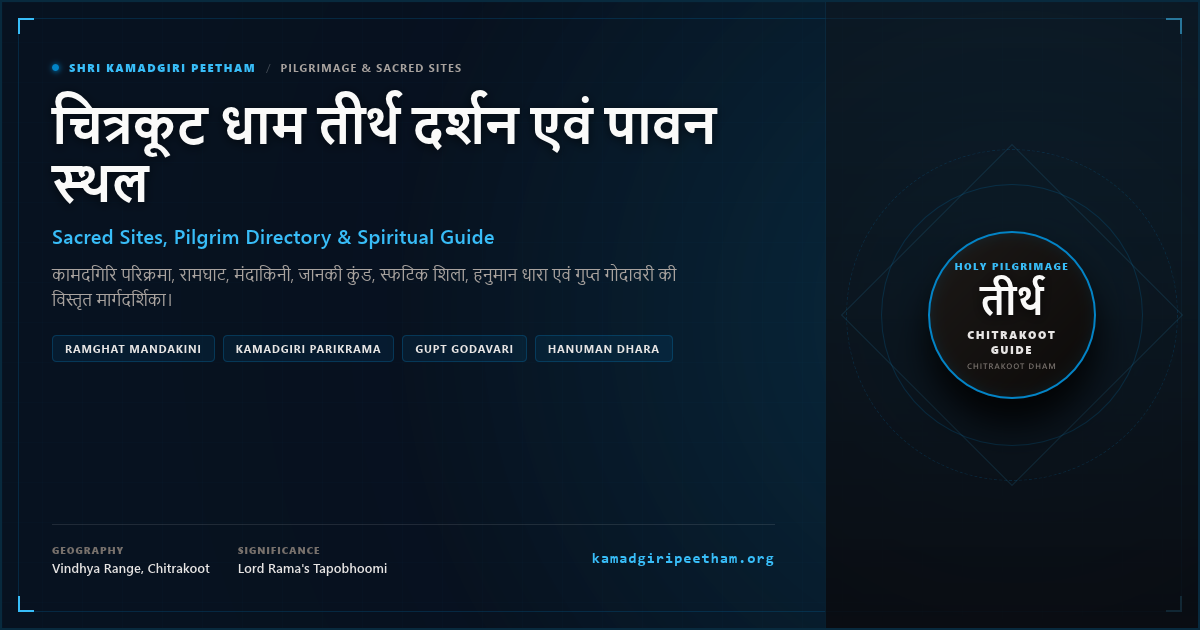 SHRI KAMADGIRI PEETHAM / PILGRIMAGE & SACRED SITES
चित्रकूट धाम तीर्थ दर्शन एवं पावन
स्थल
Sacred Sites, Pilgrim Directory & Spiritual Guide
कामदगिरि परिक्रमा, रामघाट, मंदाकिनी, जानकी कुंड, स्फटिक शिला, हनुमान धारा एवं गुप्त गोदावरी की
विस्तृत मार्गदर्शिका।
RAMGHAT MANDAKINI KAMADGIRI PARIKRAMA GUPT GODAVARI HANUMAN DHARA
HOLY PILGRIMAGE
तीर्थ
CHITRAKOOT
GUIDE
CHITRAKOOT DHAM
GEOGRAPHY SIGNIFICANCE
Vindhya Range, Chitrakoot Lord Rama's Tapobhoomi
kamadgiripeetham.org